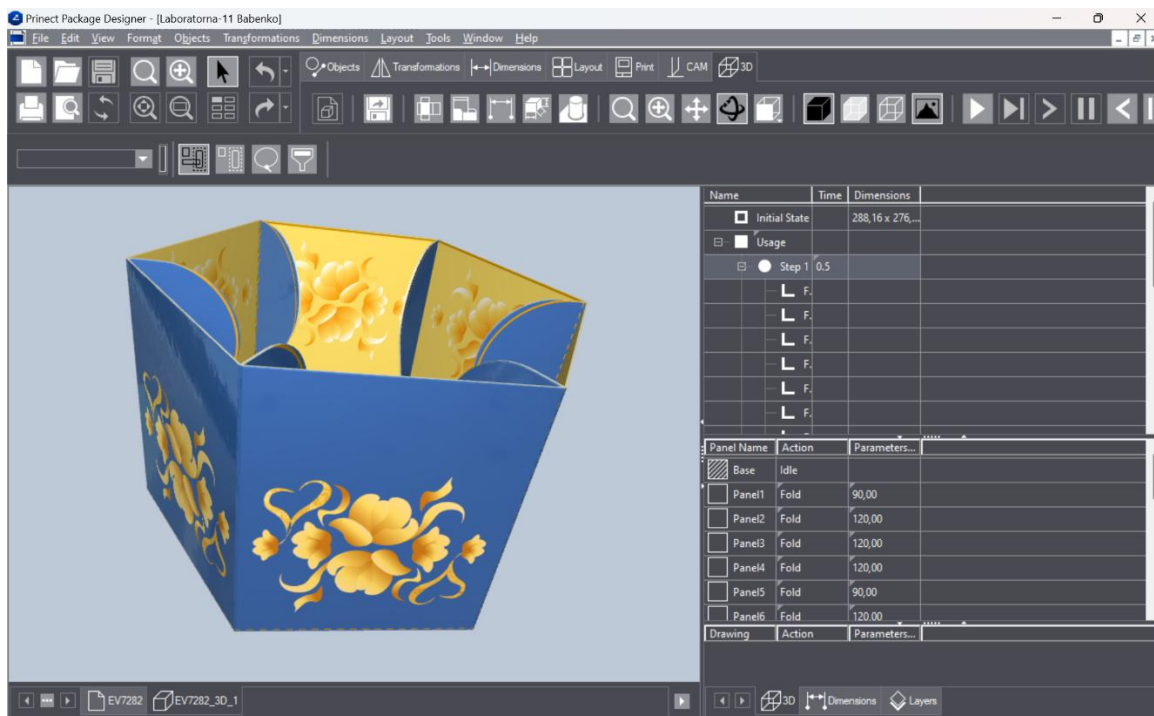 Prinect Package Designer - [Laboratorna-11 Babenko]
File Edit View Format Objects Transformations Dimensions Layout Tools Window Help
Objects Transformations Dimensions Layout Print CAM 3D
Name Time Dimensions
Initial State 288,16 x 276,...
Usage
Step 1 0.5
F.
F.
F.
F.
F.
F.
Panel Name Action Parameters...
Base Idle
Panel1 Fold 90,00
Panel2 Fold 120,00
Panel3 Fold 120,00
Panel4 Fold 120,00
Panel5 Fold 90,00
Panel6 Fold 120,00
Drawing Action Parameters...
EV7282 EV7282_3D_1
3D Dimensions Layers